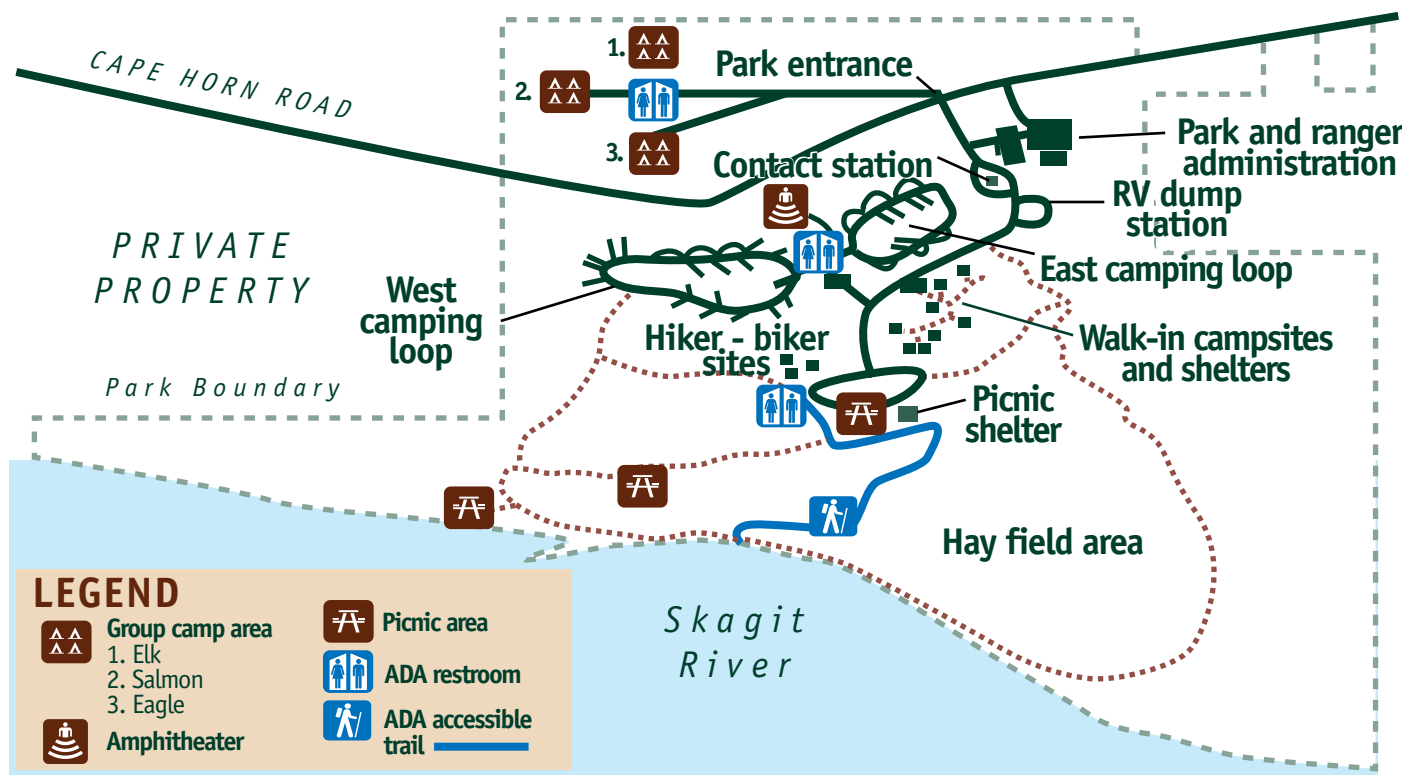 CAPE HORN ROAD
1.
2.
3.
Park entrance
Contact station
Park and ranger
administration
RV dump
station
East camping loop
PRIVATE
PROPERTY
West
camping
loop
Hiker - biker
sites
Walk-in campsites
and shelters
Park Boundary
Picnic
shelter
Hay field area
Skagit
River
LEGEND
Group camp area
1. Elk
2. Salmon
3. Eagle
Amphitheater
Picnic area
ADA restroom
ADA accessible
trail